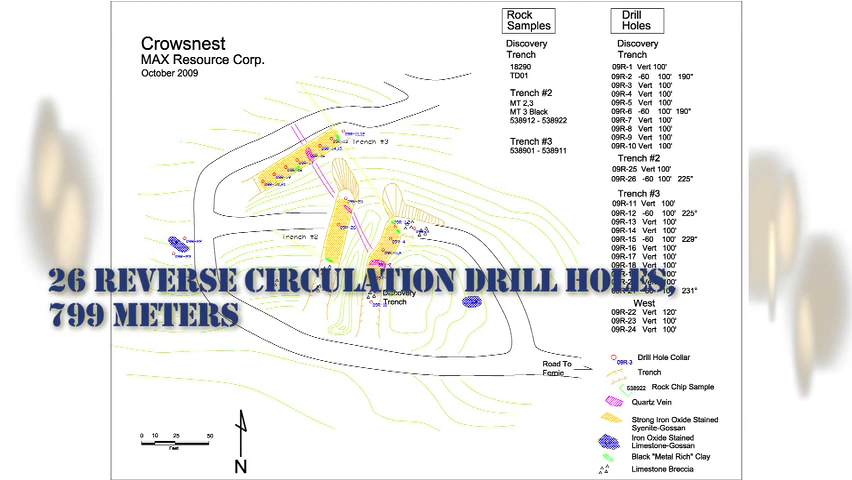 Crowsnest
MAX Resource Corp.
October 2009
Rock
Samples
Discovery
Trench
18290
TD01
Trench #2
MT 2,3
MT 3 Black
538912 - 538922
Trench #3
538901 - 538911
Drill
Holes
Discovery
Trench
09R-1 Vert 100'
09R-2 -60 100' 190°
09R-3 Vert 100'
09R-4 Vert 100'
09R-5 Vert 100'
09R-6 -60 100' 190°
09R-7 Vert 100'
09R-8 Vert 100'
09R-9 Vert 100'
09R-10 Vert 100'
Trench #2
09R-25 Vert 100'
09R-26 -60 100' 225°
Trench #3
09R-11 Vert 100'
09R-12 -60 100' 225°
09R-13 Vert 100'
09R-14 Vert 100'
09R-15 -60 100' 229°
09R-16 Vert 100'
09R-17 Vert 100'
09R-18 Vert 100'
231°
West
09R-22 Vert 120'
09R-23 Vert 100'
09R-24 Vert 100'
Trench #3
Trench #2
26 REVERSE CIRCULATION DRILL HOLES,
799 METERS
Discovery
Trench
Road To
Fernie
Drill Hole Collar
09R-3
Trench
538922 Rock Chip Sample
Quartz Vein
Strong Iron Oxide Stained
Syenite-Gossan
Iron Oxide Stained
Limestone-Gossan
Black "Metal Rich" Clay
Limestone Breccia
0 10 25 50
Feet
N